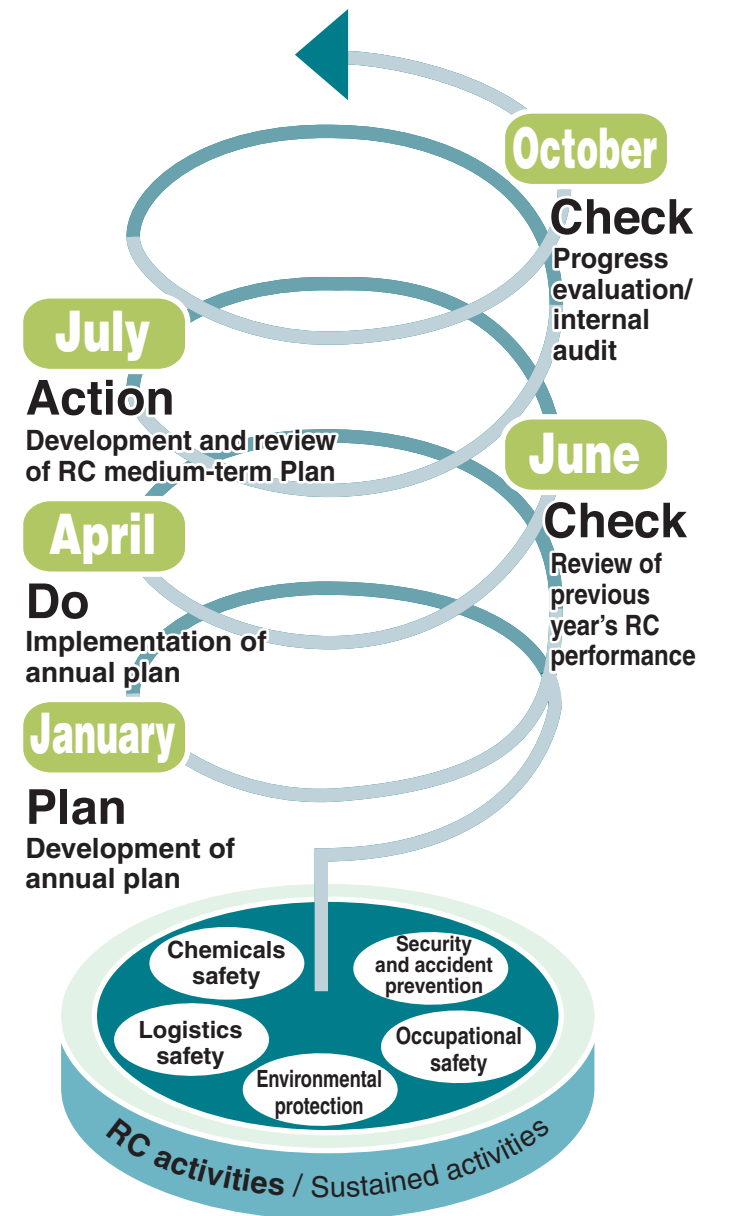 October
Check
Progress
evaluation/
internal
audit
July
Action
Development and review
of RC medium-term Plan
June
Check
Review of
previous
year’s RC
performance
April
Do
Implementation of
annual plan
January
Plan
Development of
annual plan
Chemicals
safety
Security
and accident
prevention
Logistics
safety
Occupational
safety
Environmental
protection
RC activities / Sustained activities